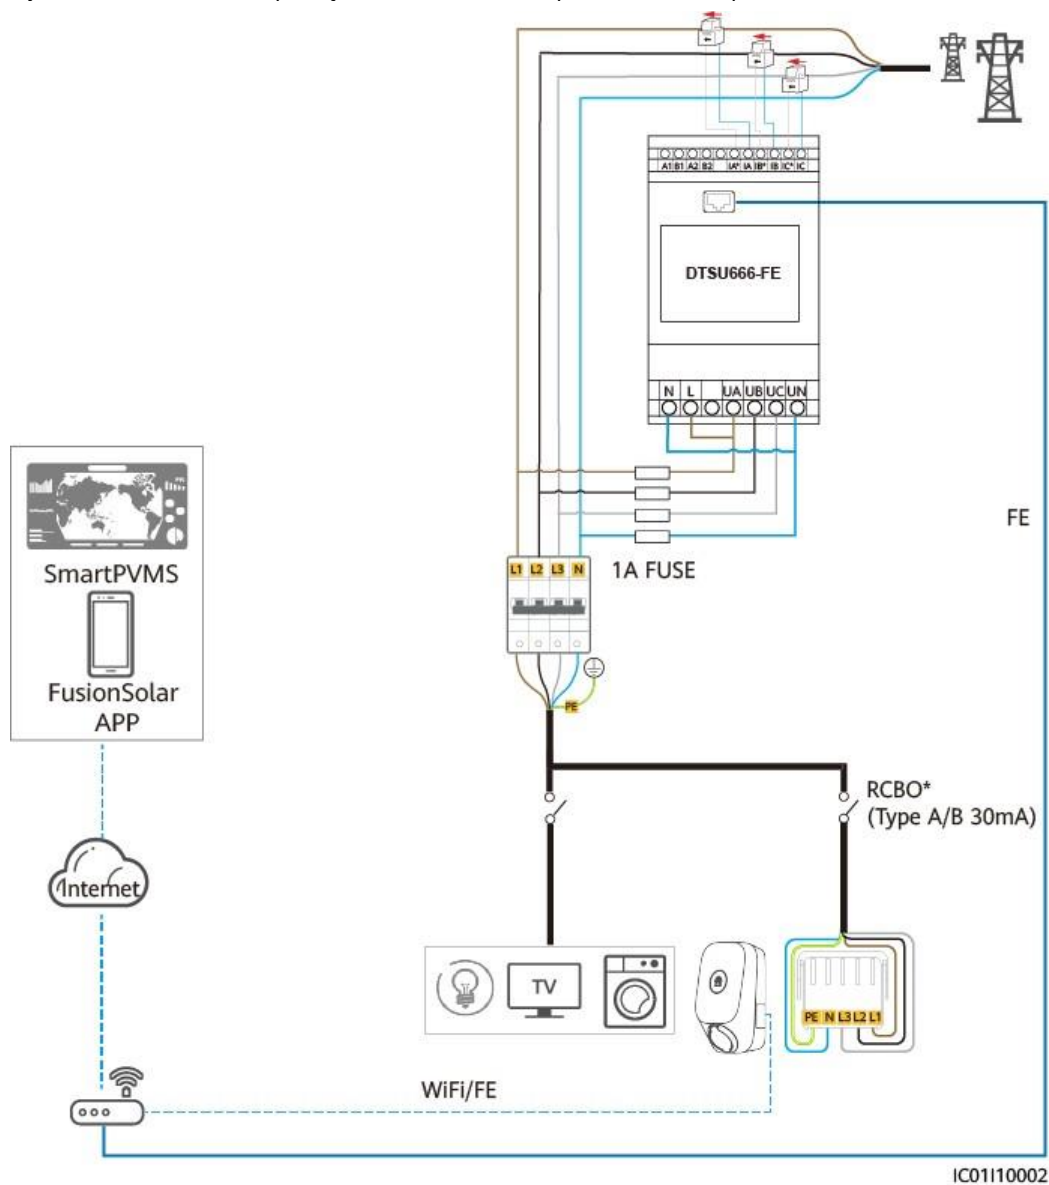 A1 B1 A2 B2 IA* IA IB* IB IC* IC
DTSU666-FE
N L UA UB UC UN
FE
SmartPVMS
FusionSolar
APP
L1 L2 L3 N
1A FUSE
PE
RCBO*
(Type A/B 30mA)
Internet
TV
PE N L3 L2 L1
WiFi/FE
IC01I10002